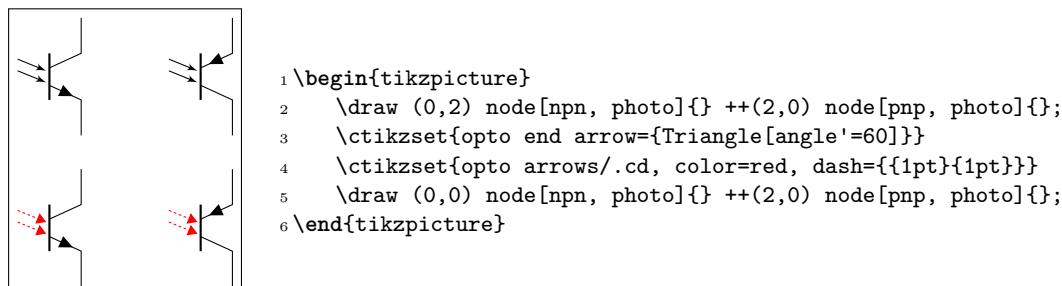 1 \begin{tikzpicture}
2 \draw (0,2) node[npn, photo]{} ++(2,0) node[pnp, photo]{};
3 \ctikzset{opto end arrow={Triangle[angle'=60]}}
4 \ctikzset{opto arrows/.cd, color=red, dash={{1pt}{1pt}}}
5 \draw (0,0) node[npn, photo]{} ++(2,0) node[pnp, photo]{};
6 \end{tikzpicture}